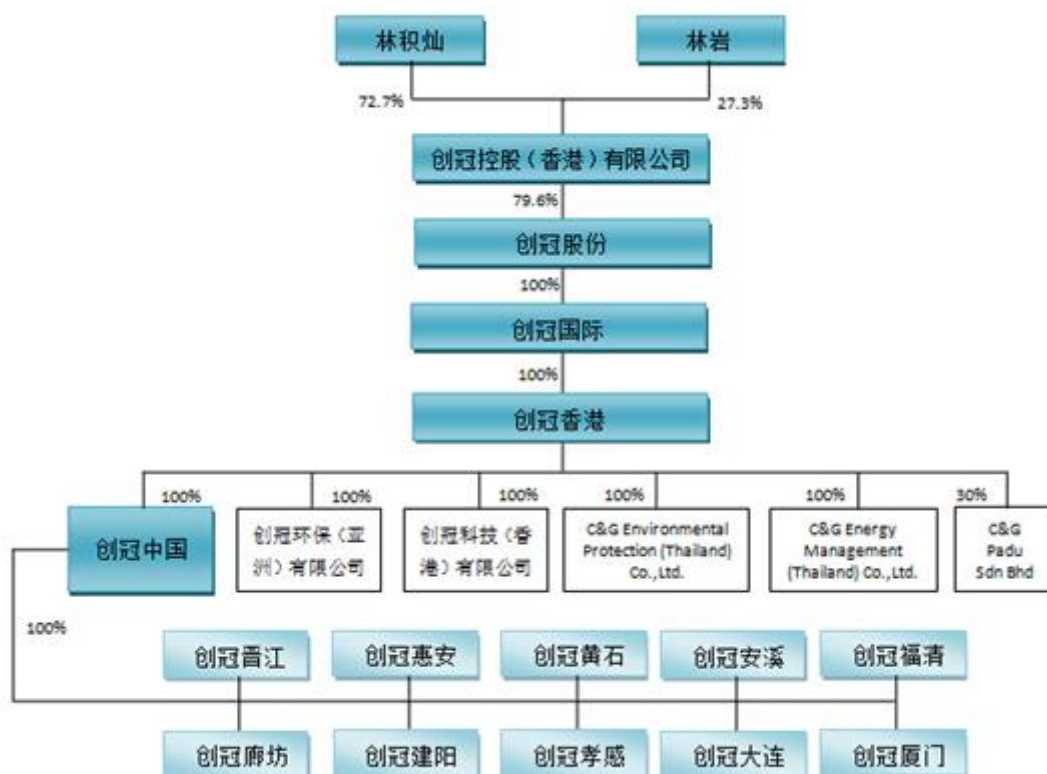 林积灿
林岩
72.7%
27.3%
创冠控股（香港）有限公司
79.6%
创冠股份
100%
创冠国际
100%
创冠香港
100%
100%
100%
100%
100%
30%
创冠中国
创冠环保（亚
洲）有限公司
创冠科技（香
港）有限公司
C&G Environmental
Protection (Thailand)
Co.,Ltd.
C&G Energy
Management
(Thailand) Co.,Ltd.
C&G
Padu
Sdn Bhd
100%
创冠晋江
创冠惠安
创冠黄石
创冠安溪
创冠福清
创冠廊坊
创冠建阳
创冠孝感
创冠大连
创冠厦门